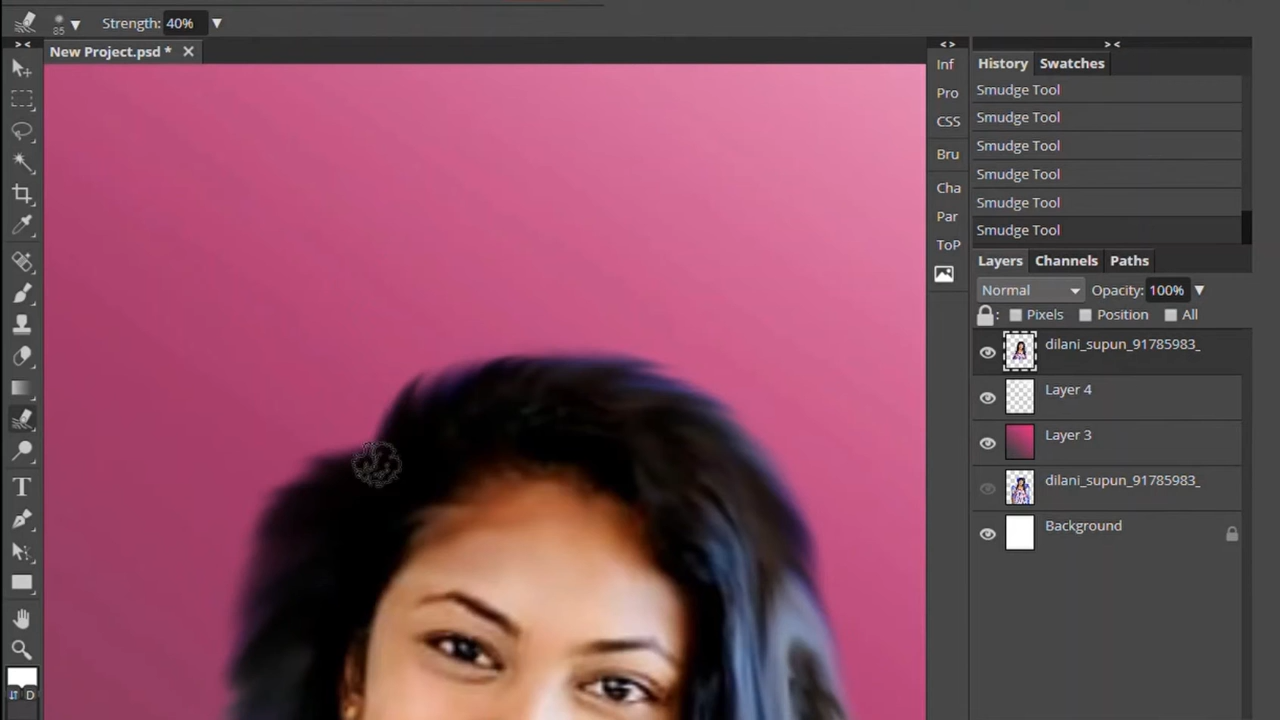 85 Strength: 40%
> < New Project.psd * < > > <
Inf
Pro
CSS
Bru
Cha
Par
ToP
History Swatches
Smudge Tool
Smudge Tool
Smudge Tool
Smudge Tool
Smudge Tool
Smudge Tool
Layers Channels Paths
Normal Opacity: 100%
: Pixels Position All
dilani_supun_91785983_
Layer 4
Layer 3
dilani_supun_91785983_
Background
T
D